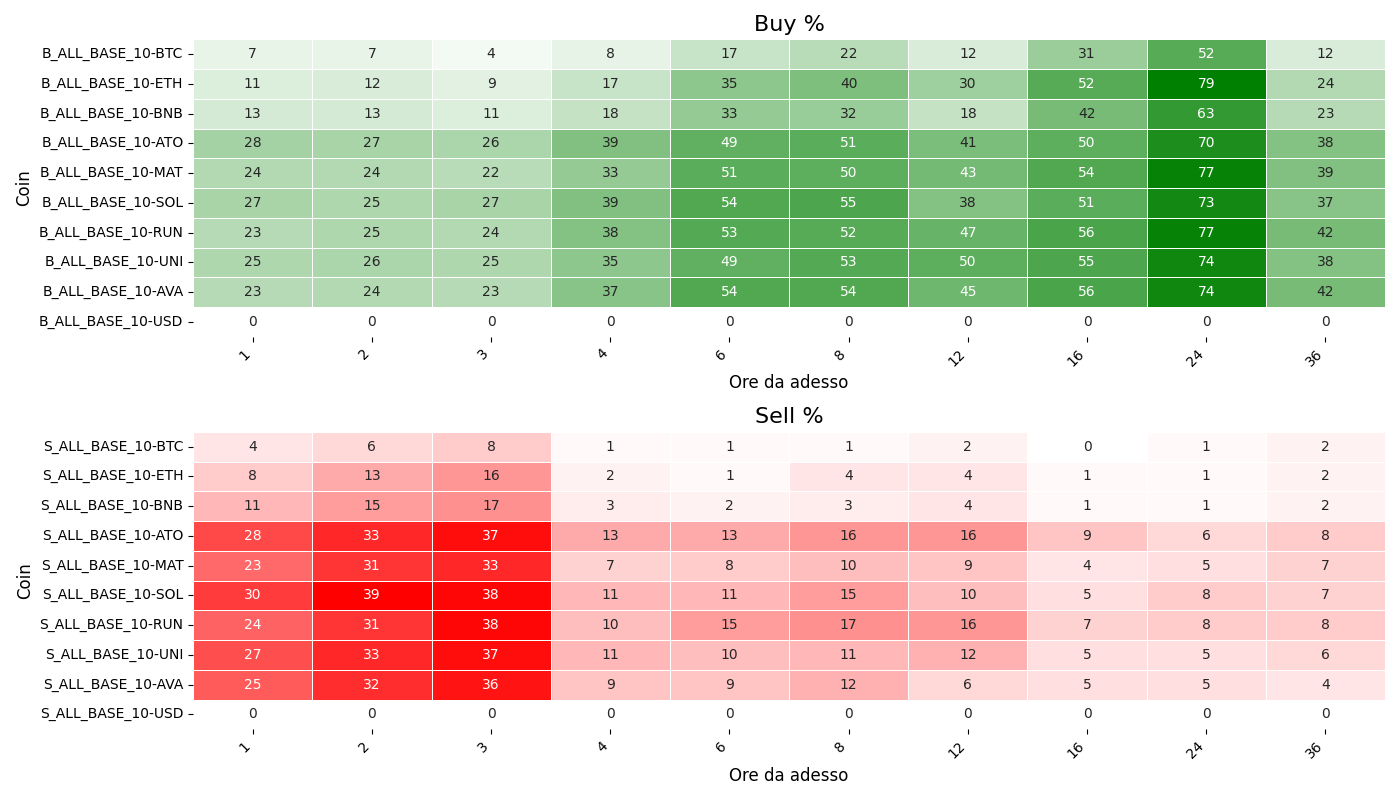 Buy %
Coin
B_ALL_BASE_10-BTC 7 7 4 8 17 22 12 31 52 12
B_ALL_BASE_10-ETH 11 12 9 17 35 40 30 52 79 24
B_ALL_BASE_10-BNB 13 13 11 18 33 32 18 42 63 23
B_ALL_BASE_10-ATO 28 27 26 39 49 51 41 50 70 38
B_ALL_BASE_10-MAT 24 24 22 33 51 50 43 54 77 39
B_ALL_BASE_10-SOL 27 25 27 39 54 55 38 51 73 37
B_ALL_BASE_10-RUN 23 25 24 38 53 52 47 56 77 42
B_ALL_BASE_10-UNI 25 26 25 35 49 53 50 55 74 38
B_ALL_BASE_10-AVA 23 24 23 37 54 54 45 56 74 42
B_ALL_BASE_10-USD 0 0 0 0 0 0 0 0 0 0
1 2 3 4 6 8 12 16 24 36
Ore da adesso
Sell %
Coin
S_ALL_BASE_10-BTC 4 6 8 1 1 1 2 0 1 2
S_ALL_BASE_10-ETH 8 13 16 2 1 4 4 1 1 2
S_ALL_BASE_10-BNB 11 15 17 3 2 3 4 1 1 2
S_ALL_BASE_10-ATO 28 33 37 13 13 16 16 9 6 8
S_ALL_BASE_10-MAT 23 31 33 7 8 10 9 4 5 7
S_ALL_BASE_10-SOL 30 39 38 11 11 15 10 5 8 7
S_ALL_BASE_10-RUN 24 31 38 10 15 17 16 7 8 8
S_ALL_BASE_10-UNI 27 33 37 11 10 11 12 5 5 6
S_ALL_BASE_10-AVA 25 32 36 9 9 12 6 5 5 4
S_ALL_BASE_10-USD 0 0 0 0 0 0 0 0 0 0
1 2 3 4 6 8 12 16 24 36
Ore da adesso